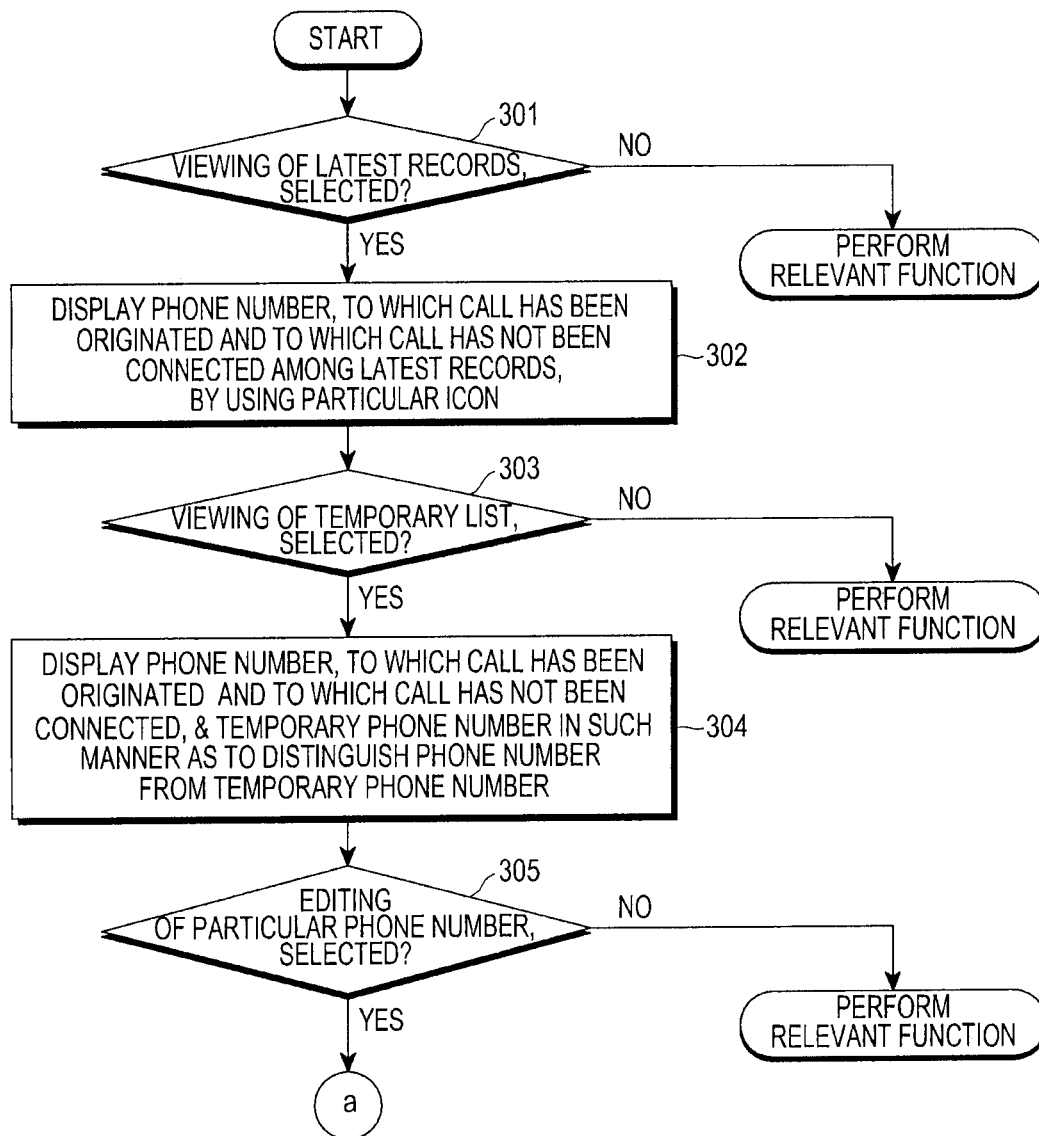 START
301
VIEWING OF LATEST RECORDS,
SELECTED?
NO
YES
PERFORM
RELEVANT FUNCTION
DISPLAY PHONE NUMBER, TO WHICH CALL HAS BEEN
ORIGINATED AND TO WHICH CALL HAS NOT BEEN
CONNECTED AMONG LATEST RECORDS,
BY USING PARTICULAR ICON
302
303
VIEWING OF TEMPORARY LIST,
SELECTED?
NO
YES
PERFORM
RELEVANT FUNCTION
DISPLAY PHONE NUMBER, TO WHICH CALL HAS BEEN
ORIGINATED AND TO WHICH CALL HAS NOT BEEN
CONNECTED, & TEMPORARY PHONE NUMBER IN SUCH
MANNER AS TO DISTINGUISH PHONE NUMBER
FROM TEMPORARY PHONE NUMBER
304
305
EDITING
OF PARTICULAR PHONE NUMBER,
SELECTED?
NO
YES
PERFORM
RELEVANT FUNCTION
a